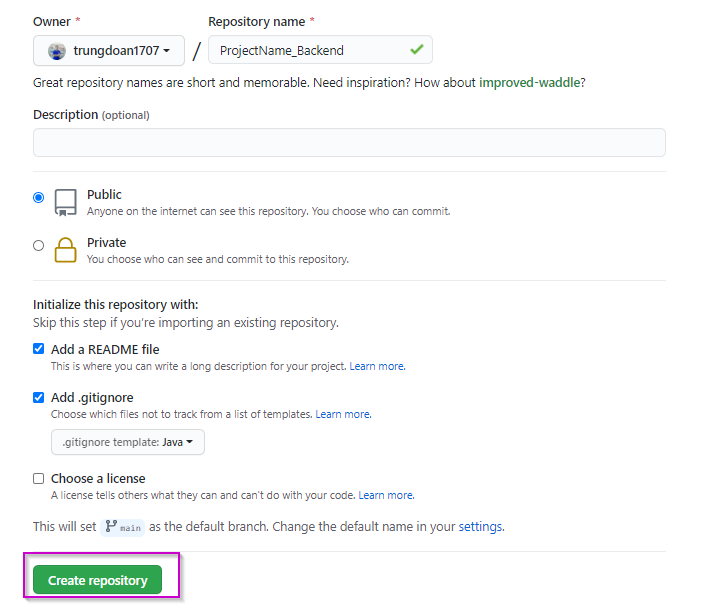 Owner * Repository name *
trungdoan1707 / ProjectName_Backend
Great repository names are short and memorable. Need inspiration? How about improved-waddle?
Description (optional)
Public
Anyone on the internet can see this repository. You choose who can commit.
Private
You choose who can see and commit to this repository.
Initialize this repository with:
Skip this step if you're importing an existing repository.
Add a README file
This is where you can write a long description for your project. Learn more.
Add .gitignore
Choose which files not to track from a list of templates. Learn more.
.gitignore template: Java
Choose a license
A license tells others what they can and can't do with your code. Learn more.
This will set main as the default branch. Change the default name in your settings.
Create repository